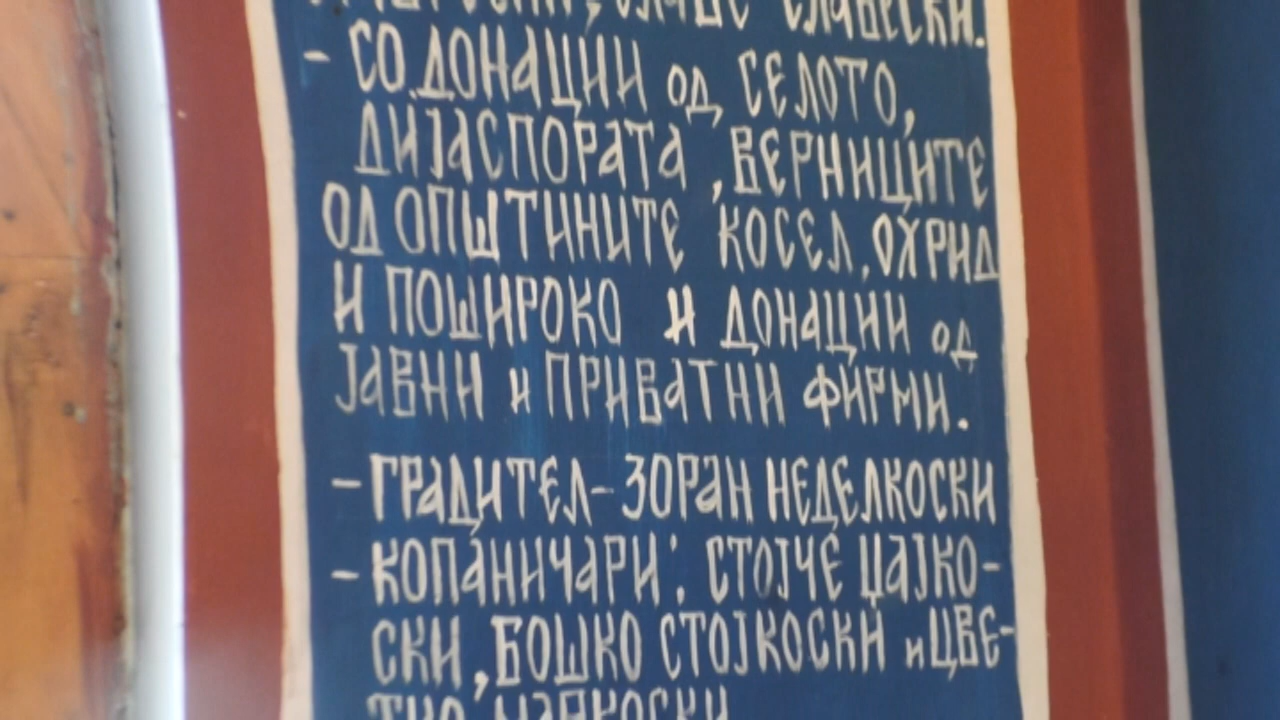 СЛАВЕСКИ.
- СО ДОНАЦИИ ОД СЕЛОТО,
ДИЈАСПОРАТА, ВЕРНИЦИТЕ
ОД ОПШТИНИТЕ КОСЕЛ, ОХРИД
И ПОШИРОКО И ДОНАЦИИ ОД
ЈАВНИ И ПРИВАТНИ ФИРМИ.
- ГРАДИТЕЛ - ЗОРАН НЕДЕЛКОСКИ
- КОПАНИЧАРИ: СТОЈЧЕ ЦАЈКО-
СКИ, БОШКО СТОЈКОСКИ И ЦВЕ-